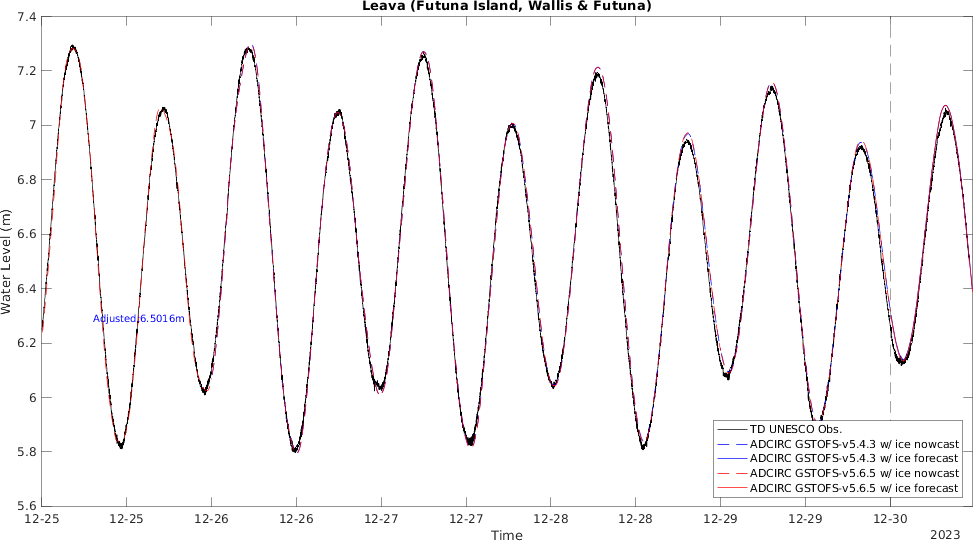 Leava (Futuna Island, Wallis & Futuna)
7.4
7.2
7
6.8
6.6
6.4
6.2
6
5.8
5.6
Water Level (m)
Adjusted:6.5016m
TD UNESCO Obs.
ADCIRC GSTOFS-v5.4.3 w/ ice nowcast
ADCIRC GSTOFS-v5.4.3 w/ ice forecast
ADCIRC GSTOFS-v5.6.5 w/ ice nowcast
ADCIRC GSTOFS-v5.6.5 w/ ice forecast
12-25 12-25 12-26 12-26 12-27 12-27 12-28 12-28 12-29 12-29 12-30
Time
2023